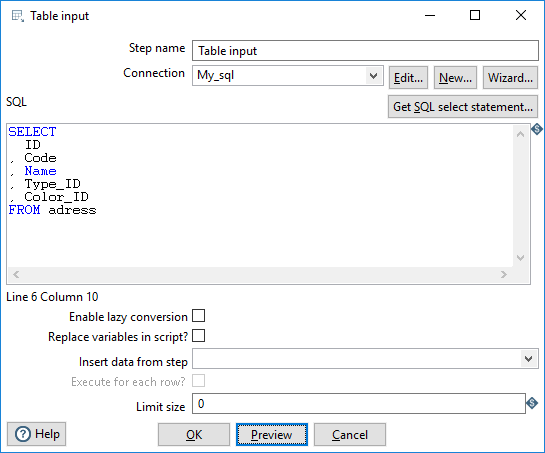 Table input
Step name Table input
Connection My_sql Edit... New... Wizard...
SQL Get SQL select statement...
SELECT
ID
, Code
, Name
, Type_ID
, Color_ID
FROM adress
Line 6 Column 10
Enable lazy conversion
Replace variables in script?
Insert data from step
Execute for each row?
Limit size 0
Help OK Preview Cancel